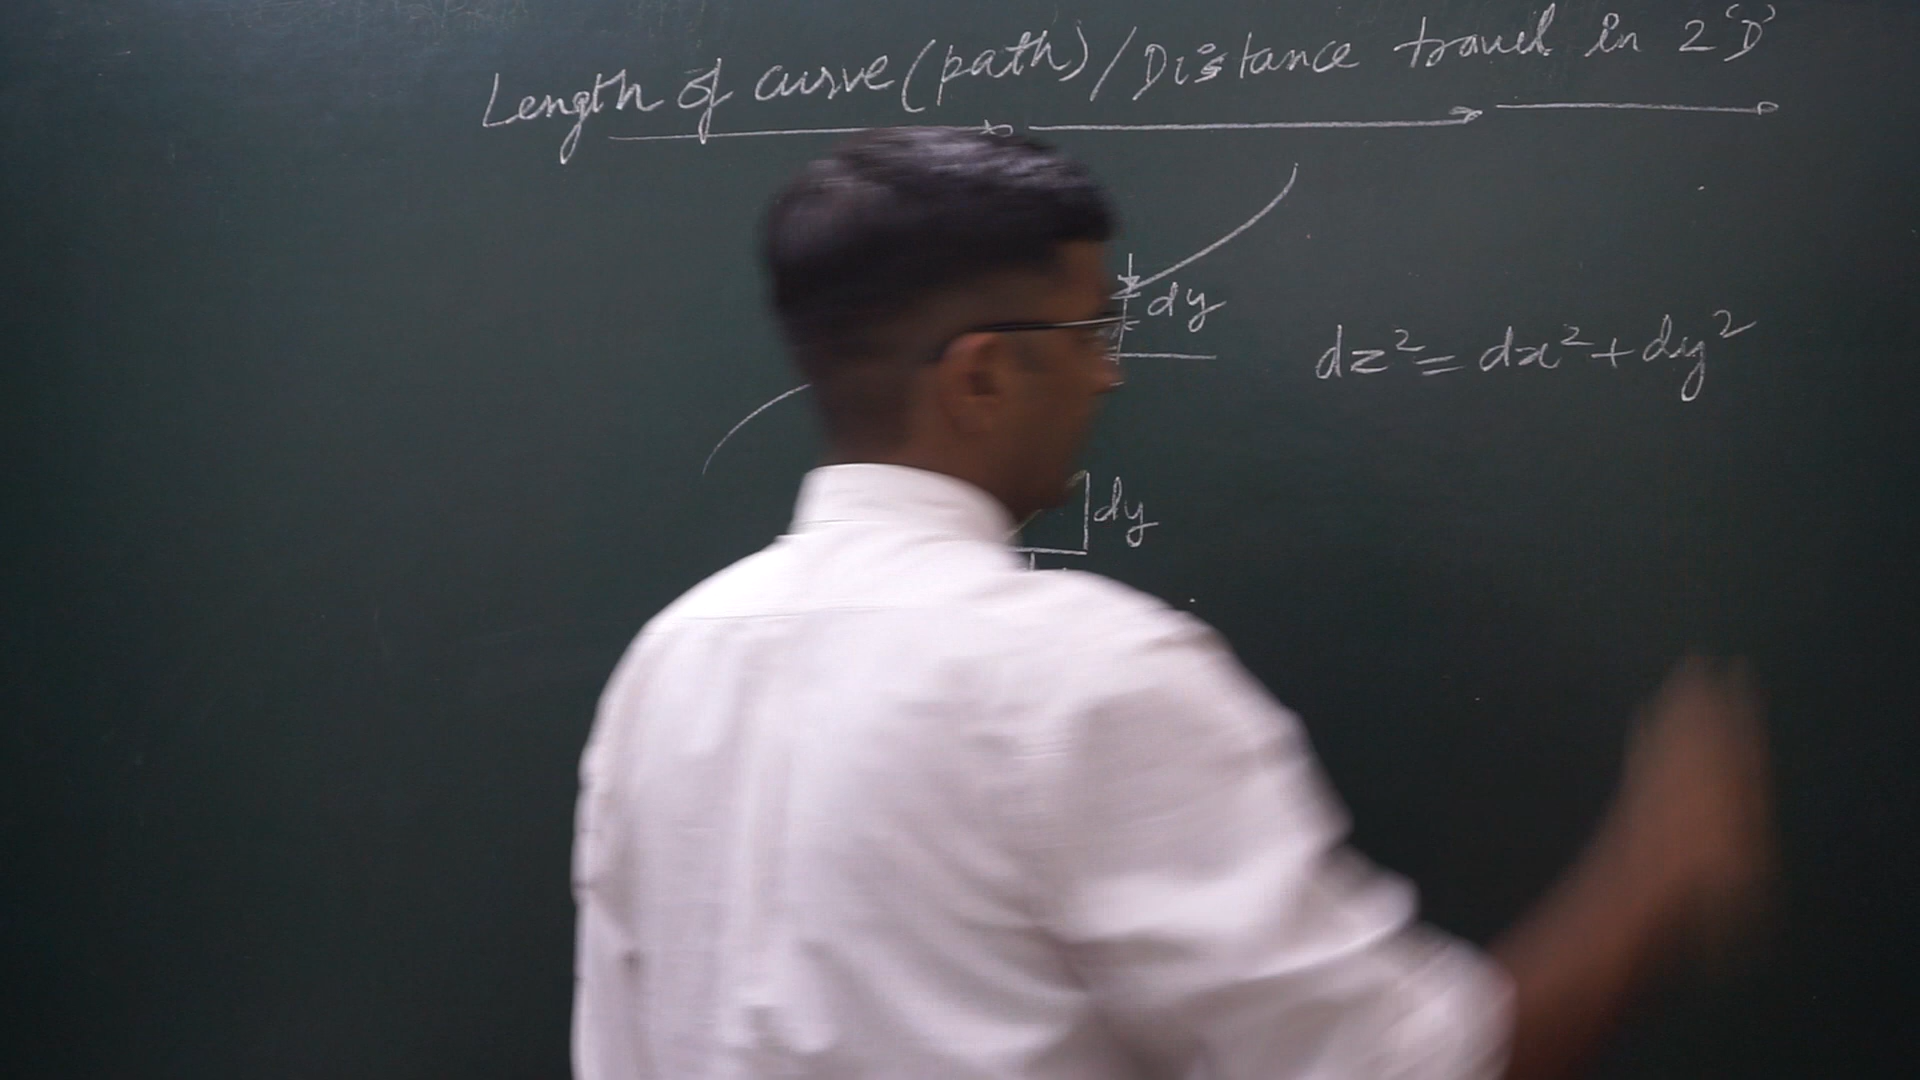 Length of curve (path) / Distance travel in 2'D'
dy
dz² = dx² + dy²
dy